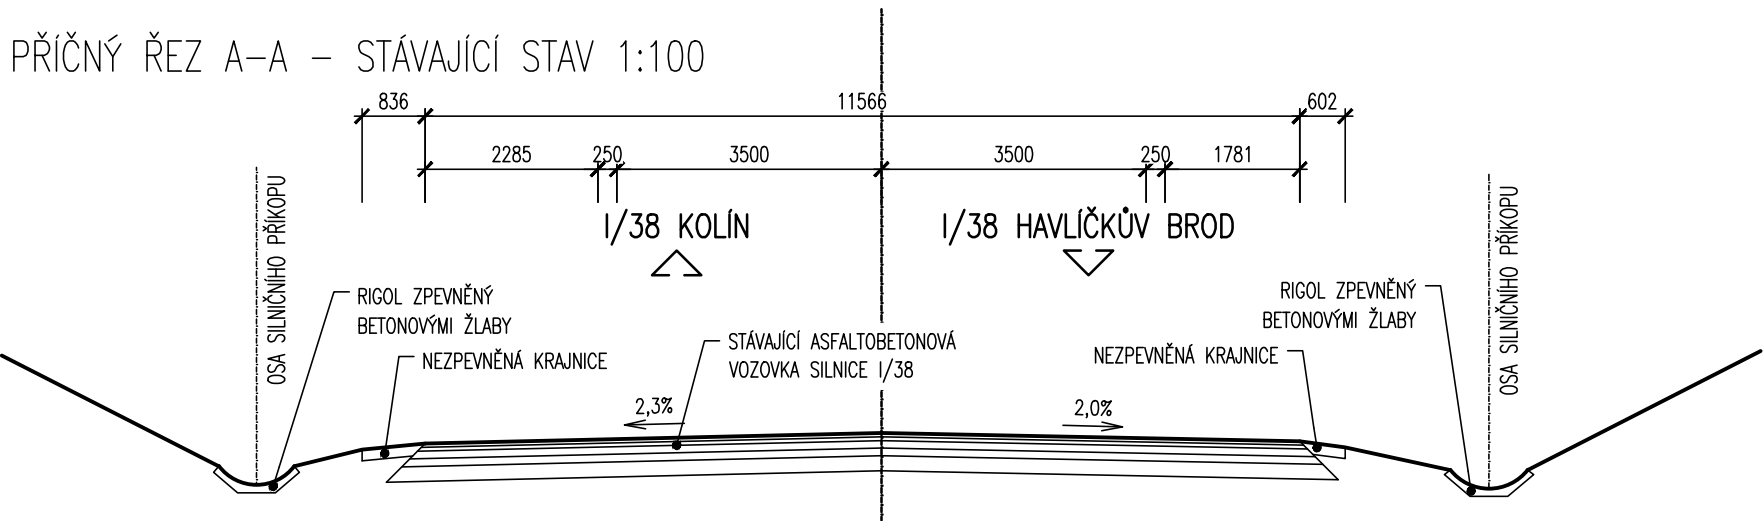 PŘÍČNÝ ŘEZ A-A - STÁVAJÍCÍ STAV 1:100
836
11566
602
2285
250
3500
3500
250
1781
I/38 KOLÍN
I/38 HAVLÍČKŮV BROD
OSA SILNIČNÍHO PŘÍKOPU
OSA SILNIČNÍHO PŘÍKOPU
RIGOL ZPEVNĚNÝ
BETONOVÝMI ŽLABY
NEZPEVNĚNÁ KRAJNICE
STÁVAJÍCÍ ASFALTOBETONOVÁ
VOZOVKA SILNICE I/38
RIGOL ZPEVNĚNÝ
BETONOVÝMI ŽLABY
NEZPEVNĚNÁ KRAJNICE
2,3%
2,0%